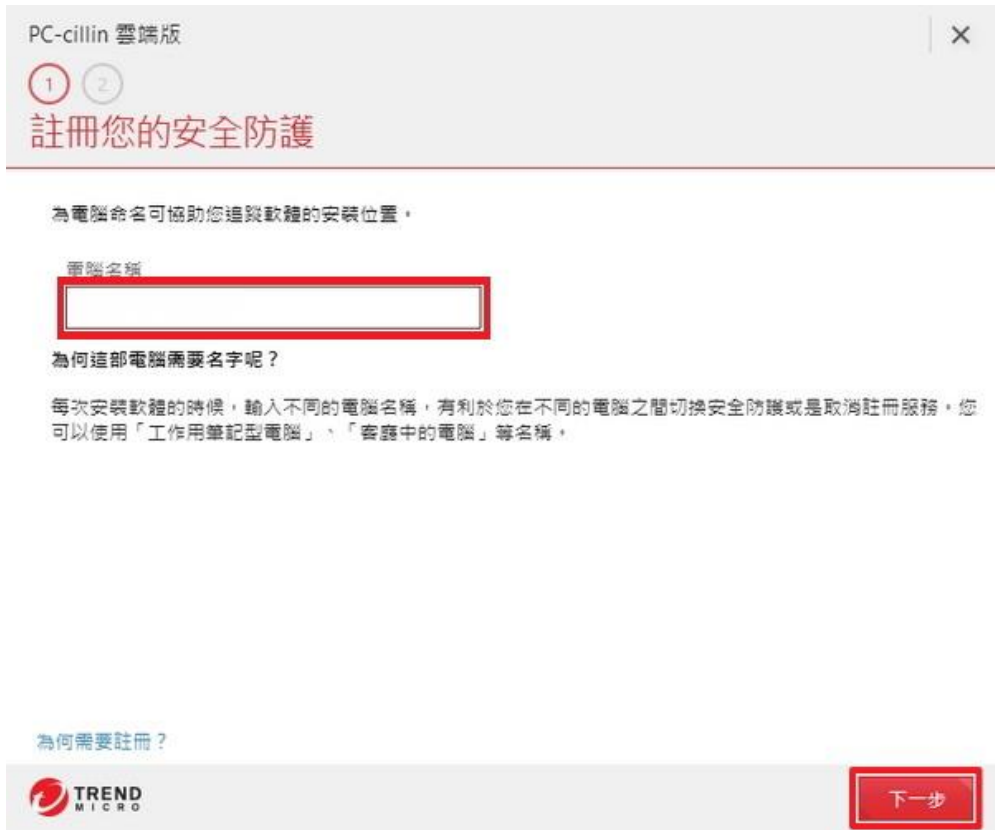 PC-cillin 雲端版
1 2
註冊您的安全防護
為電腦命名可協助您追蹤軟體的安裝位置。
電腦名稱
為何這部電腦需要名字呢？
每次安裝軟體的時候，輸入不同的電腦名稱，有利於您在不同的電腦之間切換安全防護或是取消註冊服務。您
可以使用「工作用筆記型電腦」、「客廳中的電腦」等名稱。
為何需要註冊？
TREND
MICRO
下一步